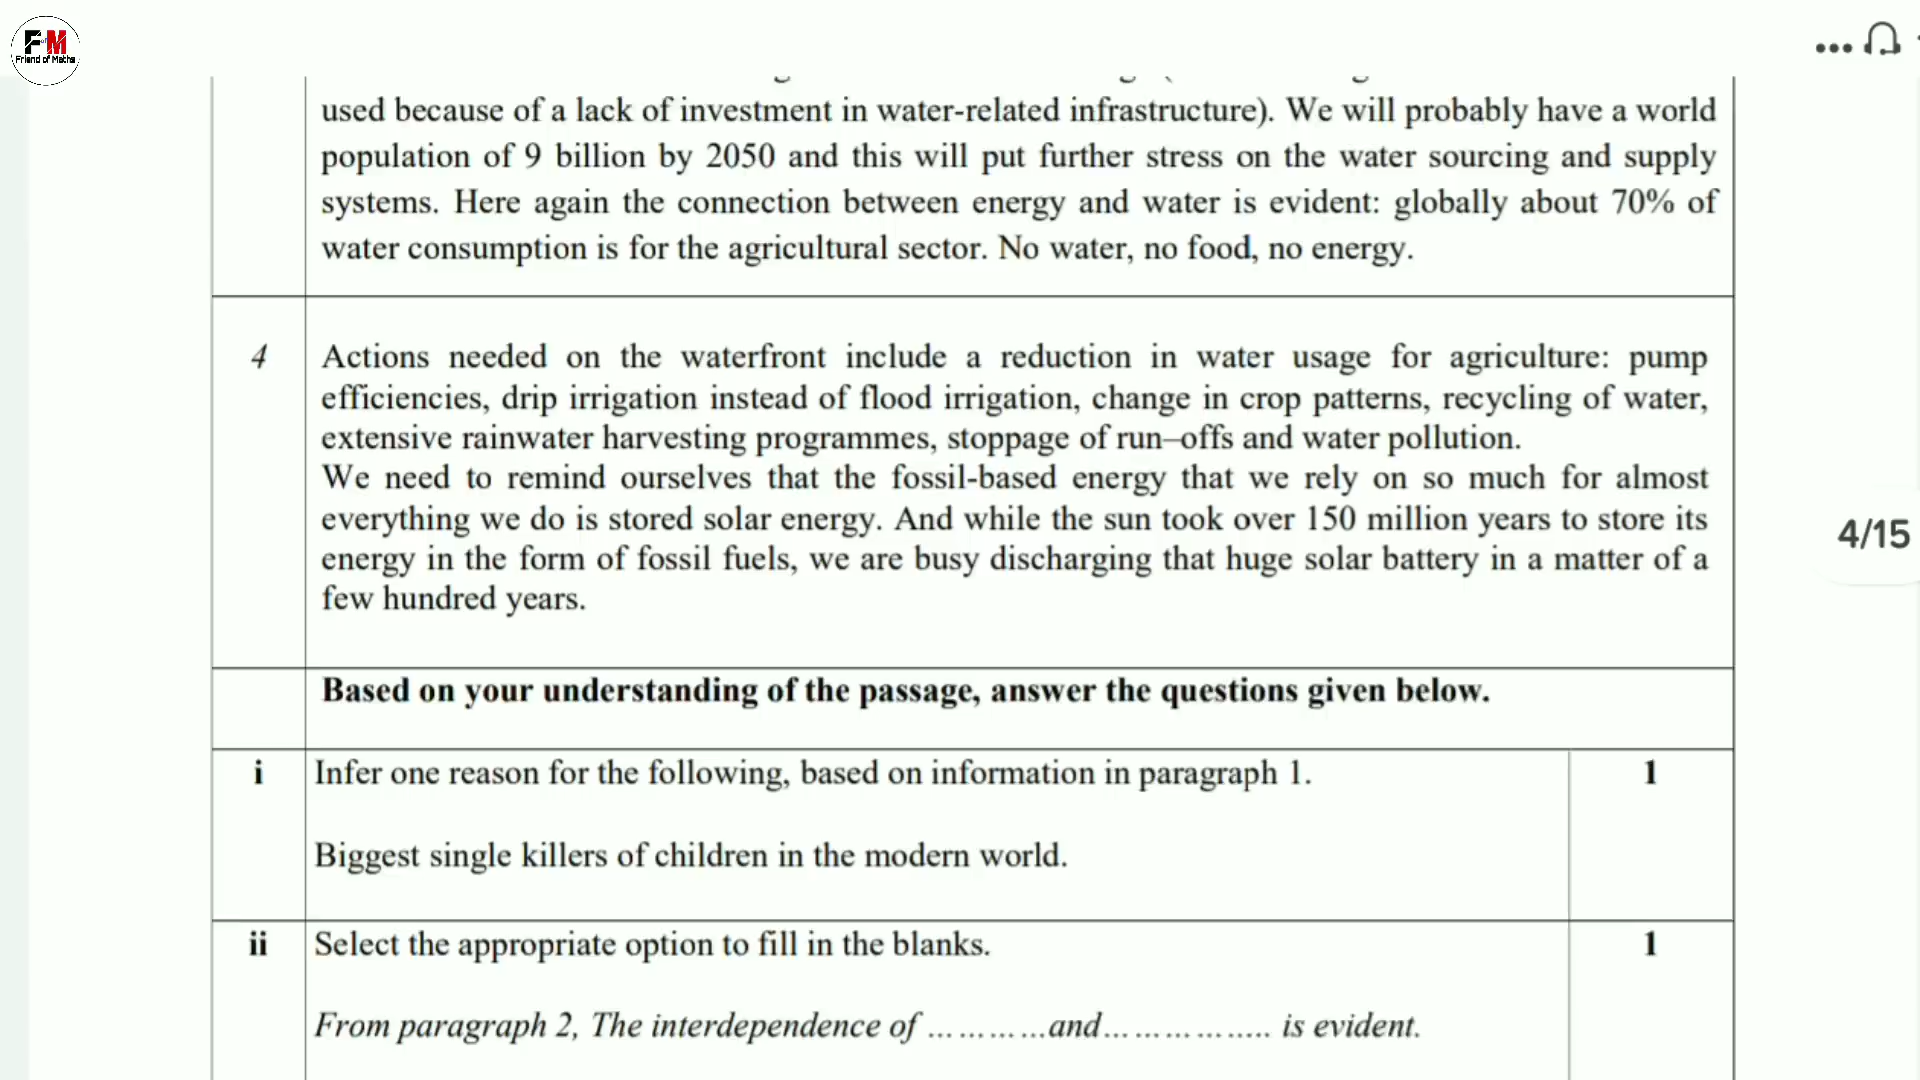 FM
Friend of Maths
used because of a lack of investment in water-related infrastructure). We will probably have a world
population of 9 billion by 2050 and this will put further stress on the water sourcing and supply
systems. Here again the connection between energy and water is evident: globally about 70% of
water consumption is for the agricultural sector. No water, no food, no energy.
4
Actions needed on the waterfront include a reduction in water usage for agriculture: pump
efficiencies, drip irrigation instead of flood irrigation, change in crop patterns, recycling of water,
extensive rainwater harvesting programmes, stoppage of run–offs and water pollution.
We need to remind ourselves that the fossil-based energy that we rely on so much for almost
everything we do is stored solar energy. And while the sun took over 150 million years to store its
energy in the form of fossil fuels, we are busy discharging that huge solar battery in a matter of a
few hundred years.
4/15
Based on your understanding of the passage, answer the questions given below.
i Infer one reason for the following, based on information in paragraph 1. 1
Biggest single killers of children in the modern world.
ii Select the appropriate option to fill in the blanks. 1
From paragraph 2, The interdependence of …………and…………….. is evident.